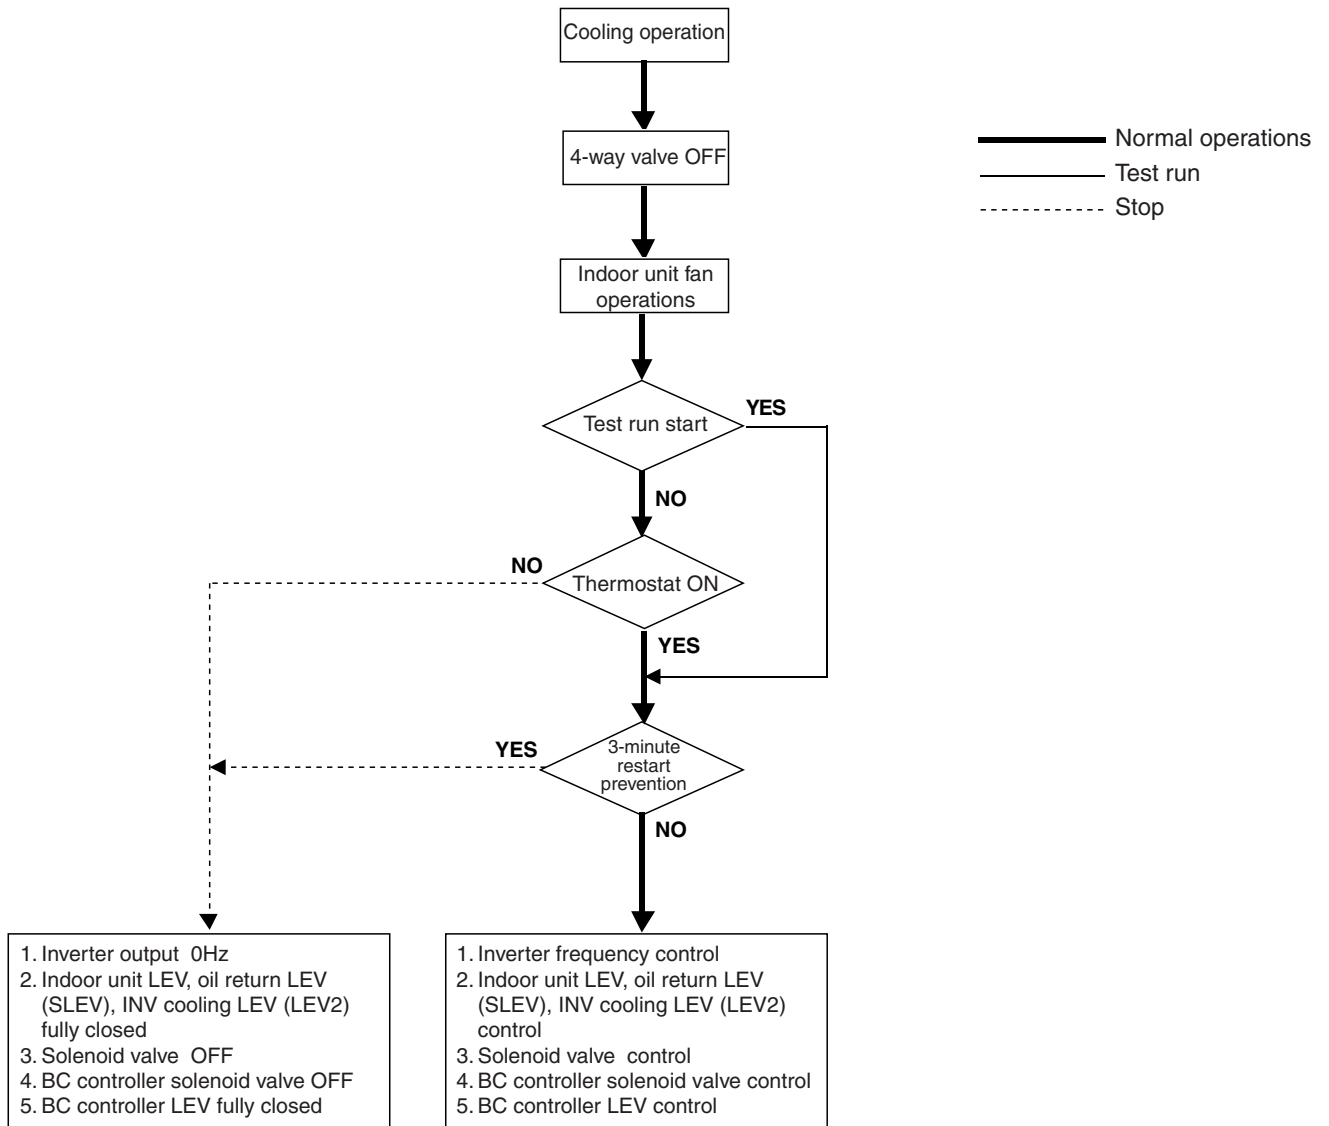 Cooling operation
Normal operations
4-way valve OFF
Test run
Stop
Indoor unit fan
operations
YES
Test run start
NO
NO
Thermostat ON
YES
YES
3-minute
restart
prevention
NO
1. Inverter output 0Hz
2. Indoor unit LEV, oil return LEV
(SLEV), INV cooling LEV (LEV2)
fully closed
3. Solenoid valve OFF
4. BC controller solenoid valve OFF
5. BC controller LEV fully closed
1. Inverter frequency control
2. Indoor unit LEV, oil return LEV
(SLEV), INV cooling LEV (LEV2)
control
3. Solenoid valve control
4. BC controller solenoid valve control
5. BC controller LEV control